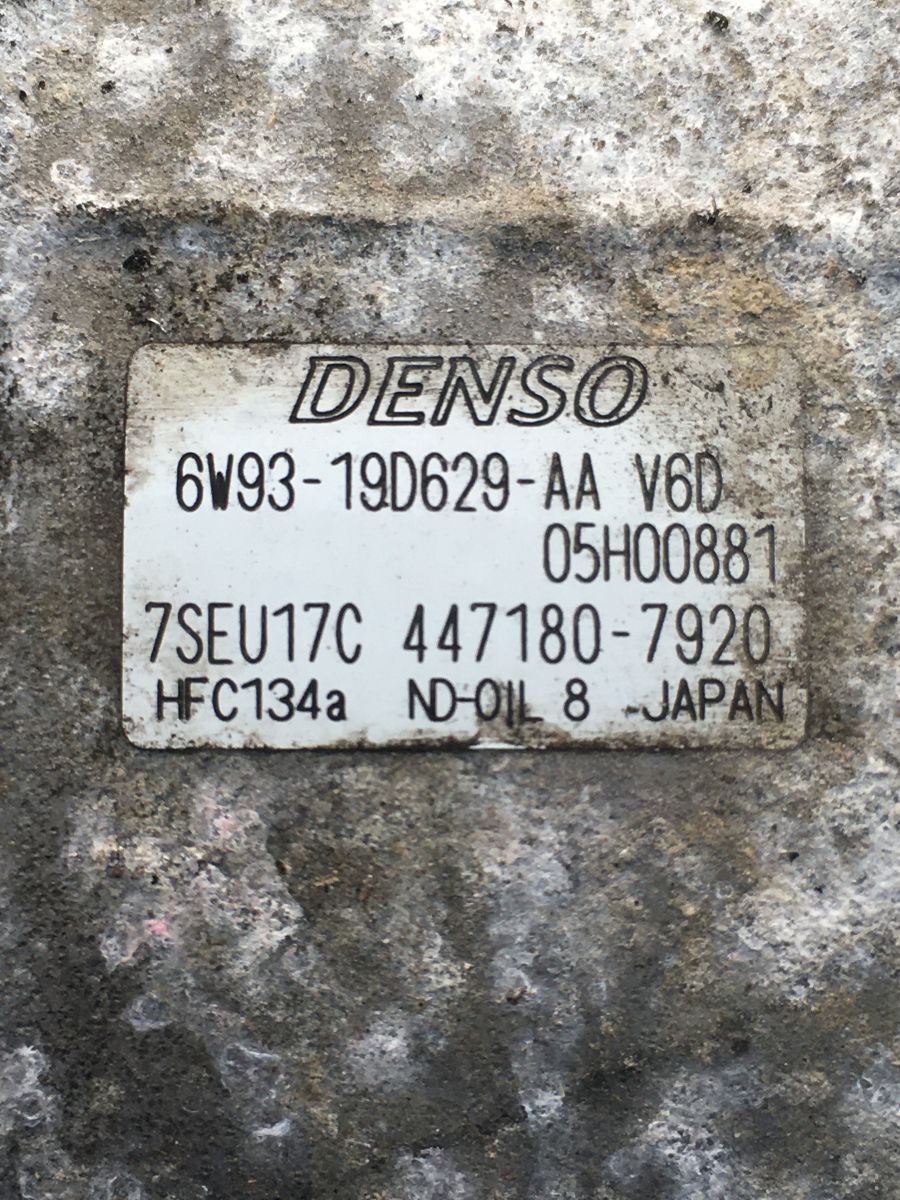 DENSO
6W93-19D629-AA V6D
05H00881
7SEU17C 447180-7920
HFC134a ND-OIL 8 JAPAN